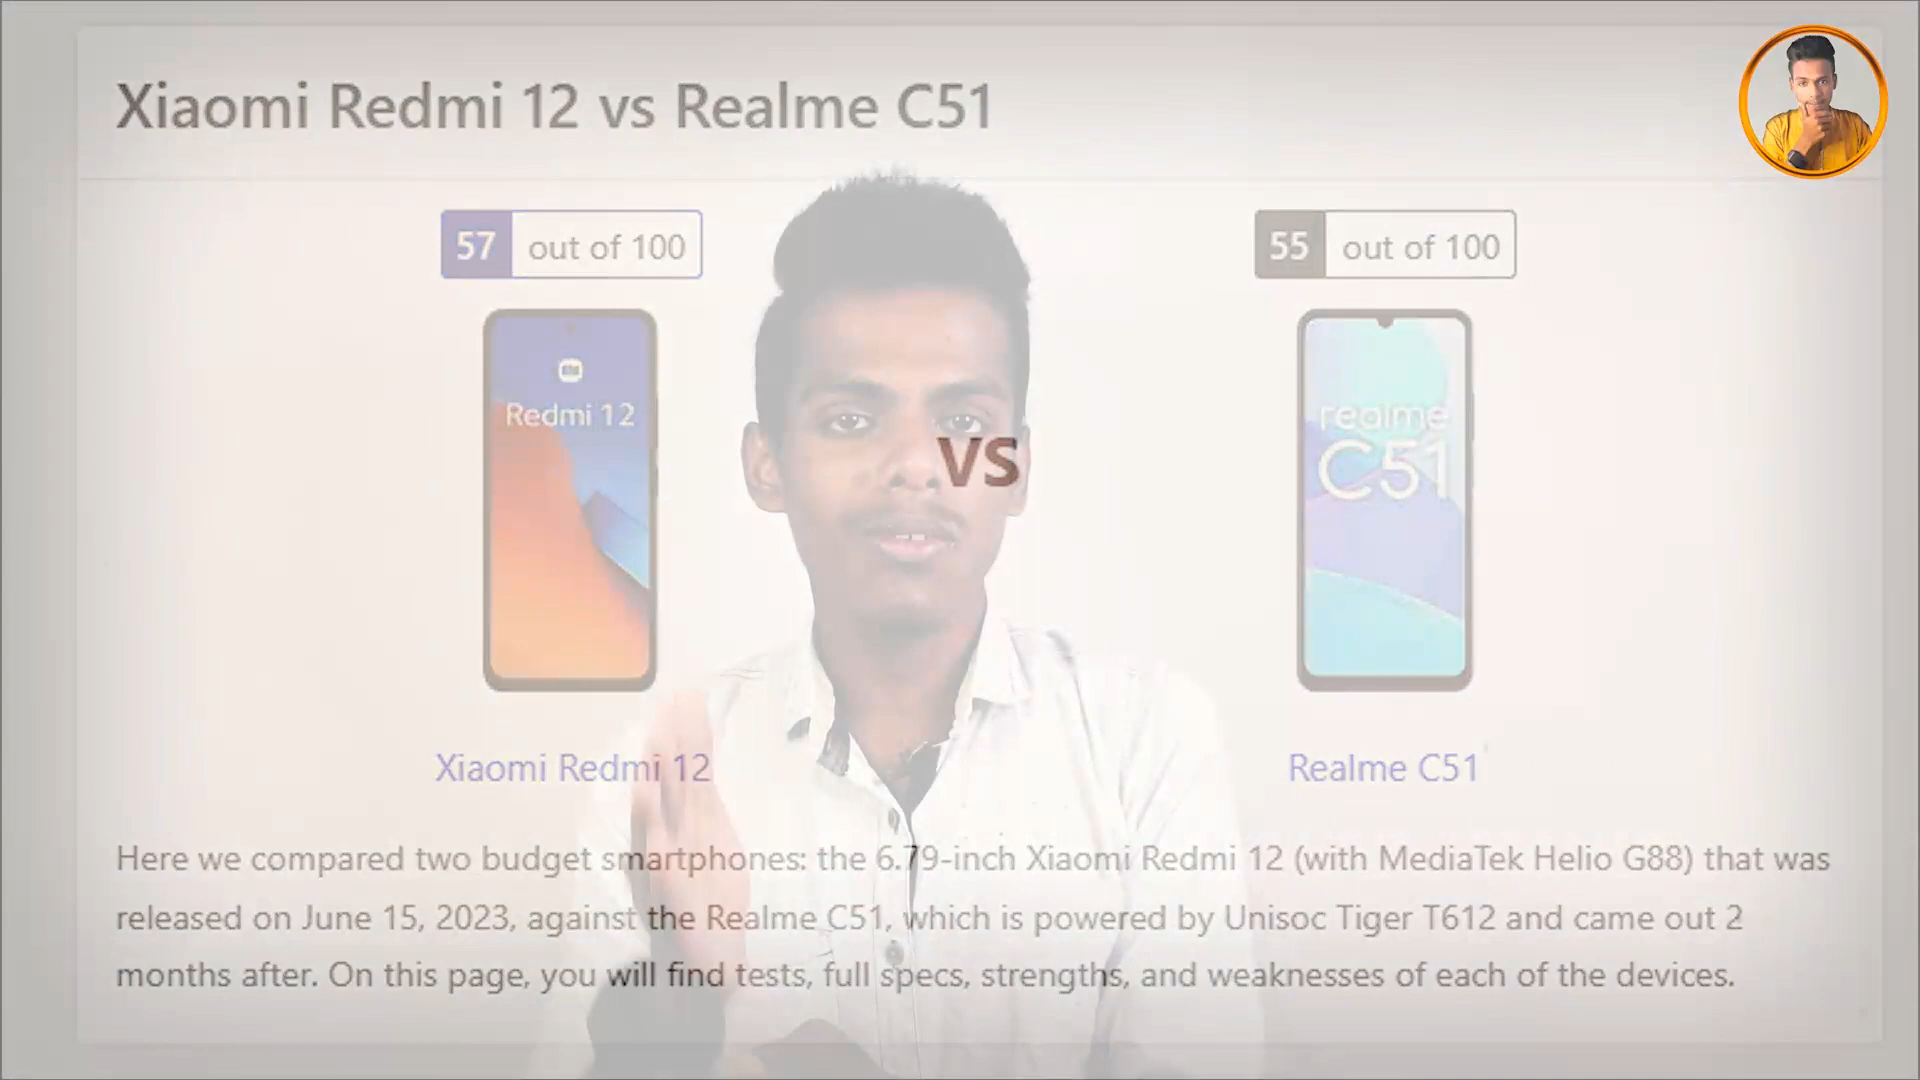 Xiaomi Redmi 12 vs Realme C51
57 out of 100
55 out of 100
Redmi 12
realme
C51
VS
Xiaomi Redmi 12
Realme C51
Here we compared two budget smartphones: the 6.79-inch Xiaomi Redmi 12 (with MediaTek Helio G88) that was
released on June 15, 2023, against the Realme C51, which is powered by Unisoc Tiger T612 and came out 2
months after. On this page, you will find tests, full specs, strengths, and weaknesses of each of the devices.